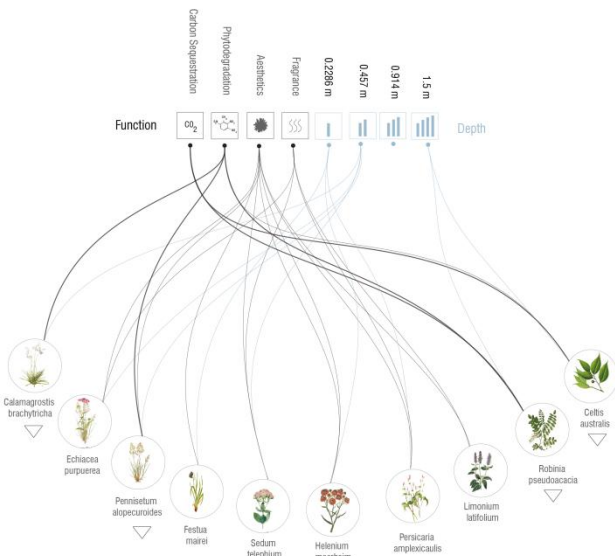 Carbon Sequestration
Phytodegradation
Aesthetics
Fragrance
0.2286 m
0.457 m
0.914 m
1.5 m
Function
CO2
Depth
Calamagrostis
brachytricha
Echiacea
purpuerea
Pennisetum
alopecuroides
Festua
mairei
Sedum
telephium
Helenium
Persicaria
amplexicaulis
Limonium
latifolium
Robinia
pseudoacacia
Celtis
australis